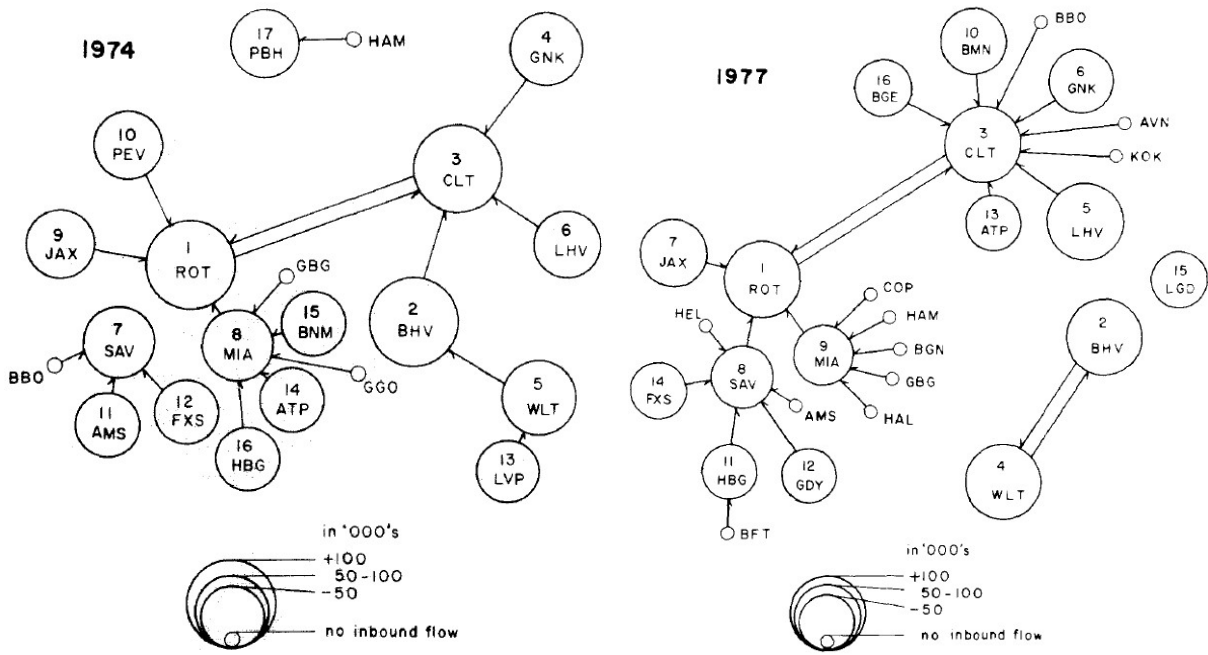 1974
17
PBH
HAM
4
GNK
10
PEV
3
CLT
9
JAX
1
ROT
6
LHV
GBG
2
BHV
15
BNM
7
SAV
8
MIA
BBO
GGO
5
WLT
14
ATP
12
FXS
11
AMS
16
HBG
13
LVP
in '000's
+100
50-100
-50
no inbound flow
1977
BBO
10
BMN
6
GNK
16
BGE
AVN
3
CLT
KOK
13
ATP
5
LHV
7
JAX
1
ROT
15
LGD
COP
HEL
HAM
2
BHV
9
MIA
BGN
8
SAV
14
FXS
GBG
AMS
HAL
11
HBG
12
GDY
4
WLT
BFT
in '000's
+100
50-100
-50
no inbound flow